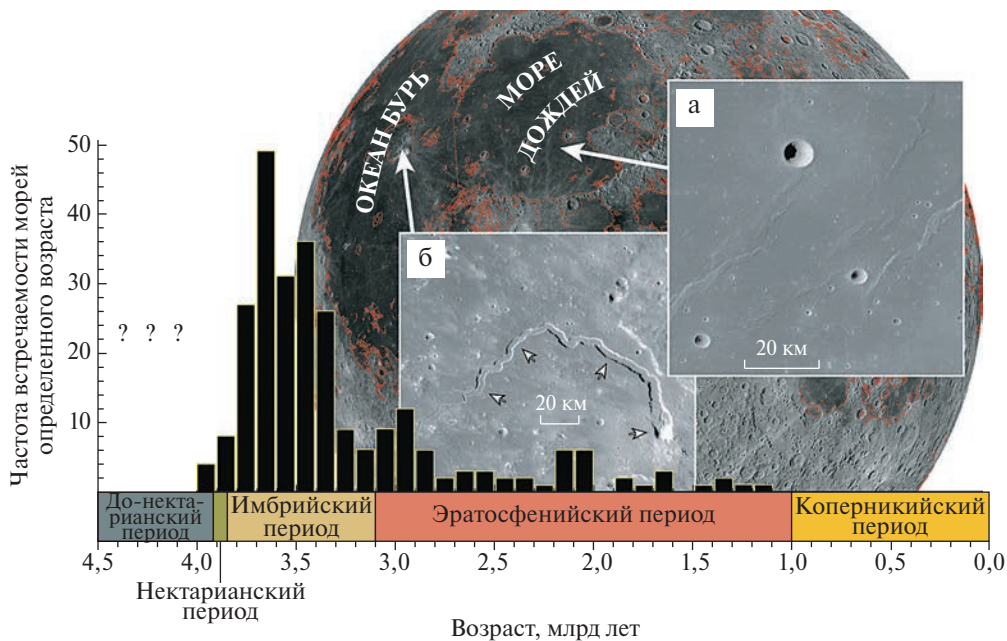 Частота встречаемости морей
определенного возраста
50
40
30
20
10
? ? ?
ОКЕАН БУРЬ
МОРЕ
ДОЖДЕЙ
а
20 км
б
20 км
До-некта-
рианский
период
Имбрийский
период
Эратосфенийский период
Коперникийский
период
4,5 4,0 3,5 3,0 2,5 2,0 1,5 1,0 0,5 0,0
Нектарианский
период
Возраст, млрд лет